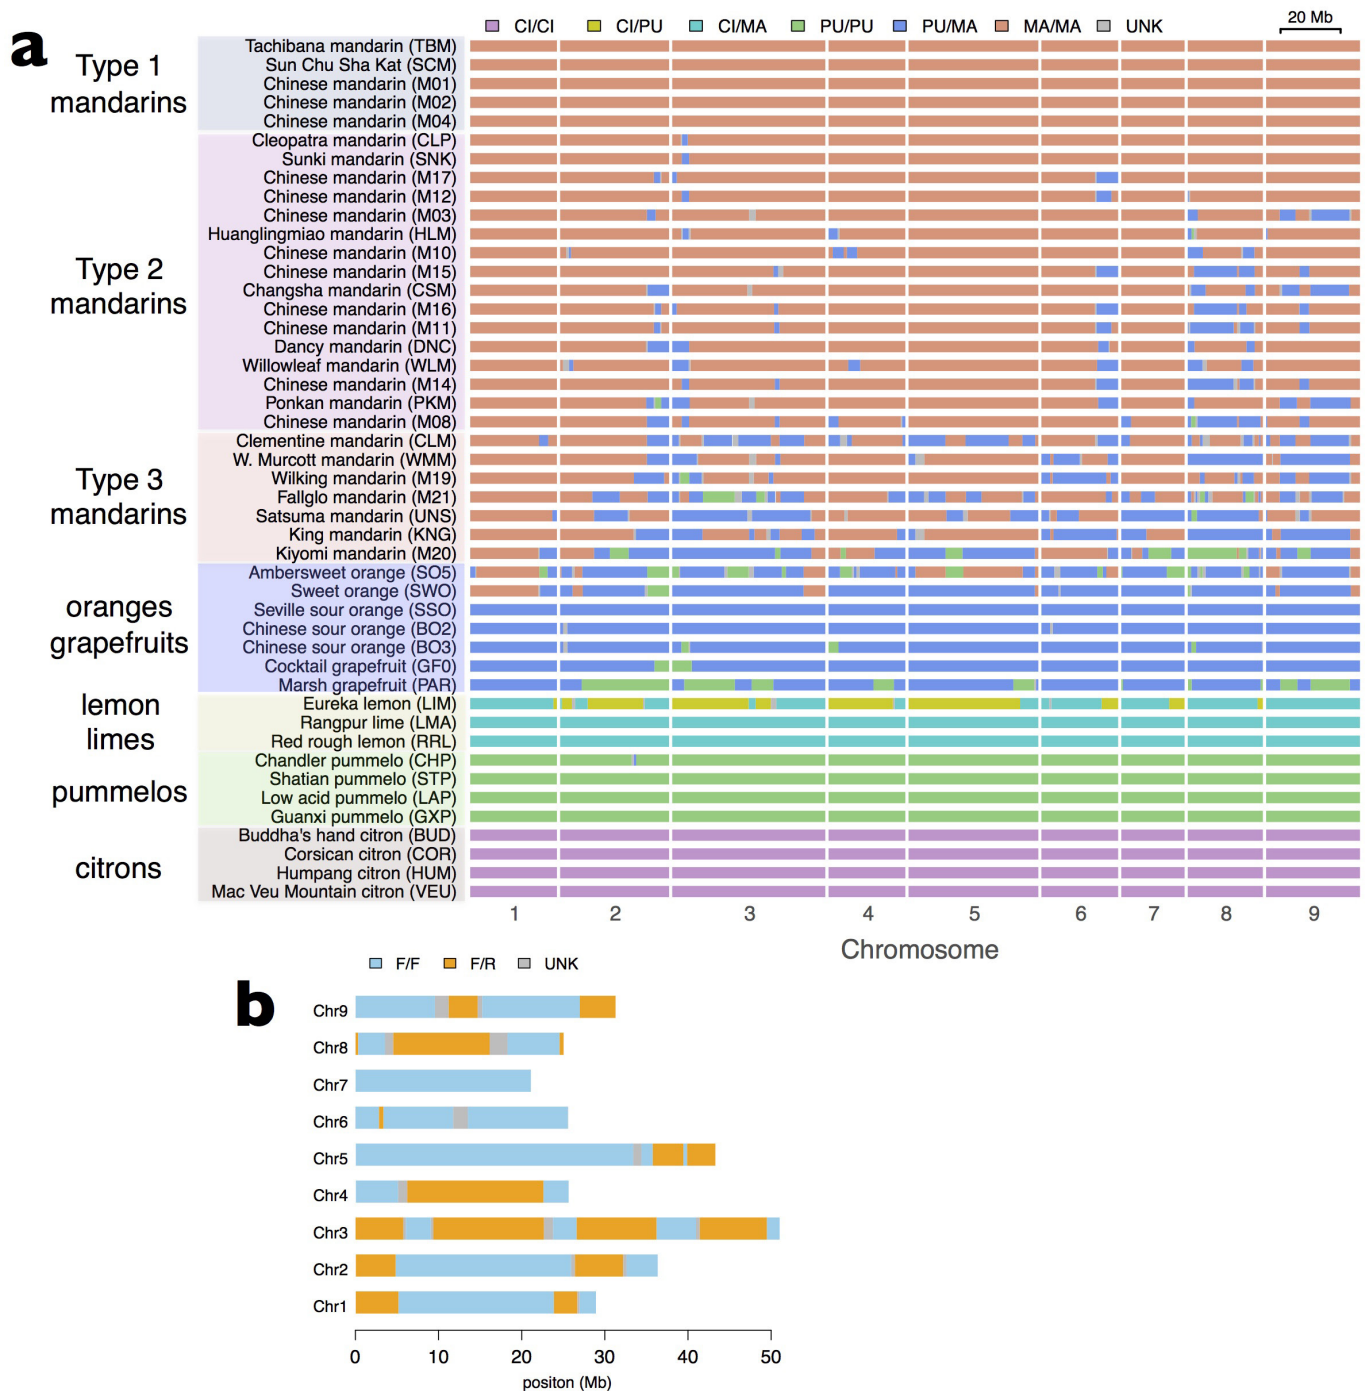 a
CI/CI CI/PU CI/MA PU/PU PU/MA MA/MA UNK
20 Mb
Type 1
mandarins
Tachibana mandarin (TBM)
Sun Chu Sha Kat (SCM)
Chinese mandarin (M01)
Chinese mandarin (M02)
Chinese mandarin (M04)
Type 2
mandarins
Cleopatra mandarin (CLP)
Sunki mandarin (SNK)
Chinese mandarin (M17)
Chinese mandarin (M12)
Chinese mandarin (M03)
Huanglingmiao mandarin (HLM)
Chinese mandarin (M10)
Chinese mandarin (M15)
Changsha mandarin (CSM)
Chinese mandarin (M16)
Chinese mandarin (M11)
Dancy mandarin (DNC)
Willowleaf mandarin (WLM)
Chinese mandarin (M14)
Ponkan mandarin (PKM)
Chinese mandarin (M08)
Type 3
mandarins
Clementine mandarin (CLM)
W. Murcott mandarin (WMM)
Wilking mandarin (M19)
Fallglo mandarin (M21)
Satsuma mandarin (UNS)
King mandarin (KNG)
Kiyomi mandarin (M20)
oranges
grapefruits
Ambersweet orange (SO5)
Sweet orange (SWO)
Seville sour orange (SSO)
Chinese sour orange (BO2)
Chinese sour orange (BO3)
Cocktail grapefruit (GF0)
Marsh grapefruit (PAR)
lemon
limes
Eureka lemon (LIM)
Rangpur lime (LMA)
Red rough lemon (RRL)
pummelos
Chandler pummelo (CHP)
Shatian pummelo (STP)
Low acid pummelo (LAP)
Guanxi pummelo (GXP)
citrons
Buddha's hand citron (BUD)
Corsican citron (COR)
Humpang citron (HUM)
Mac Veu Mountain citron (VEU)
1 2 3 4 5 6 7 8 9
Chromosome
b
F/F F/R UNK
Chr9
Chr8
Chr7
Chr6
Chr5
Chr4
Chr3
Chr2
Chr1
0 10 20 30 40 50
positon (Mb)